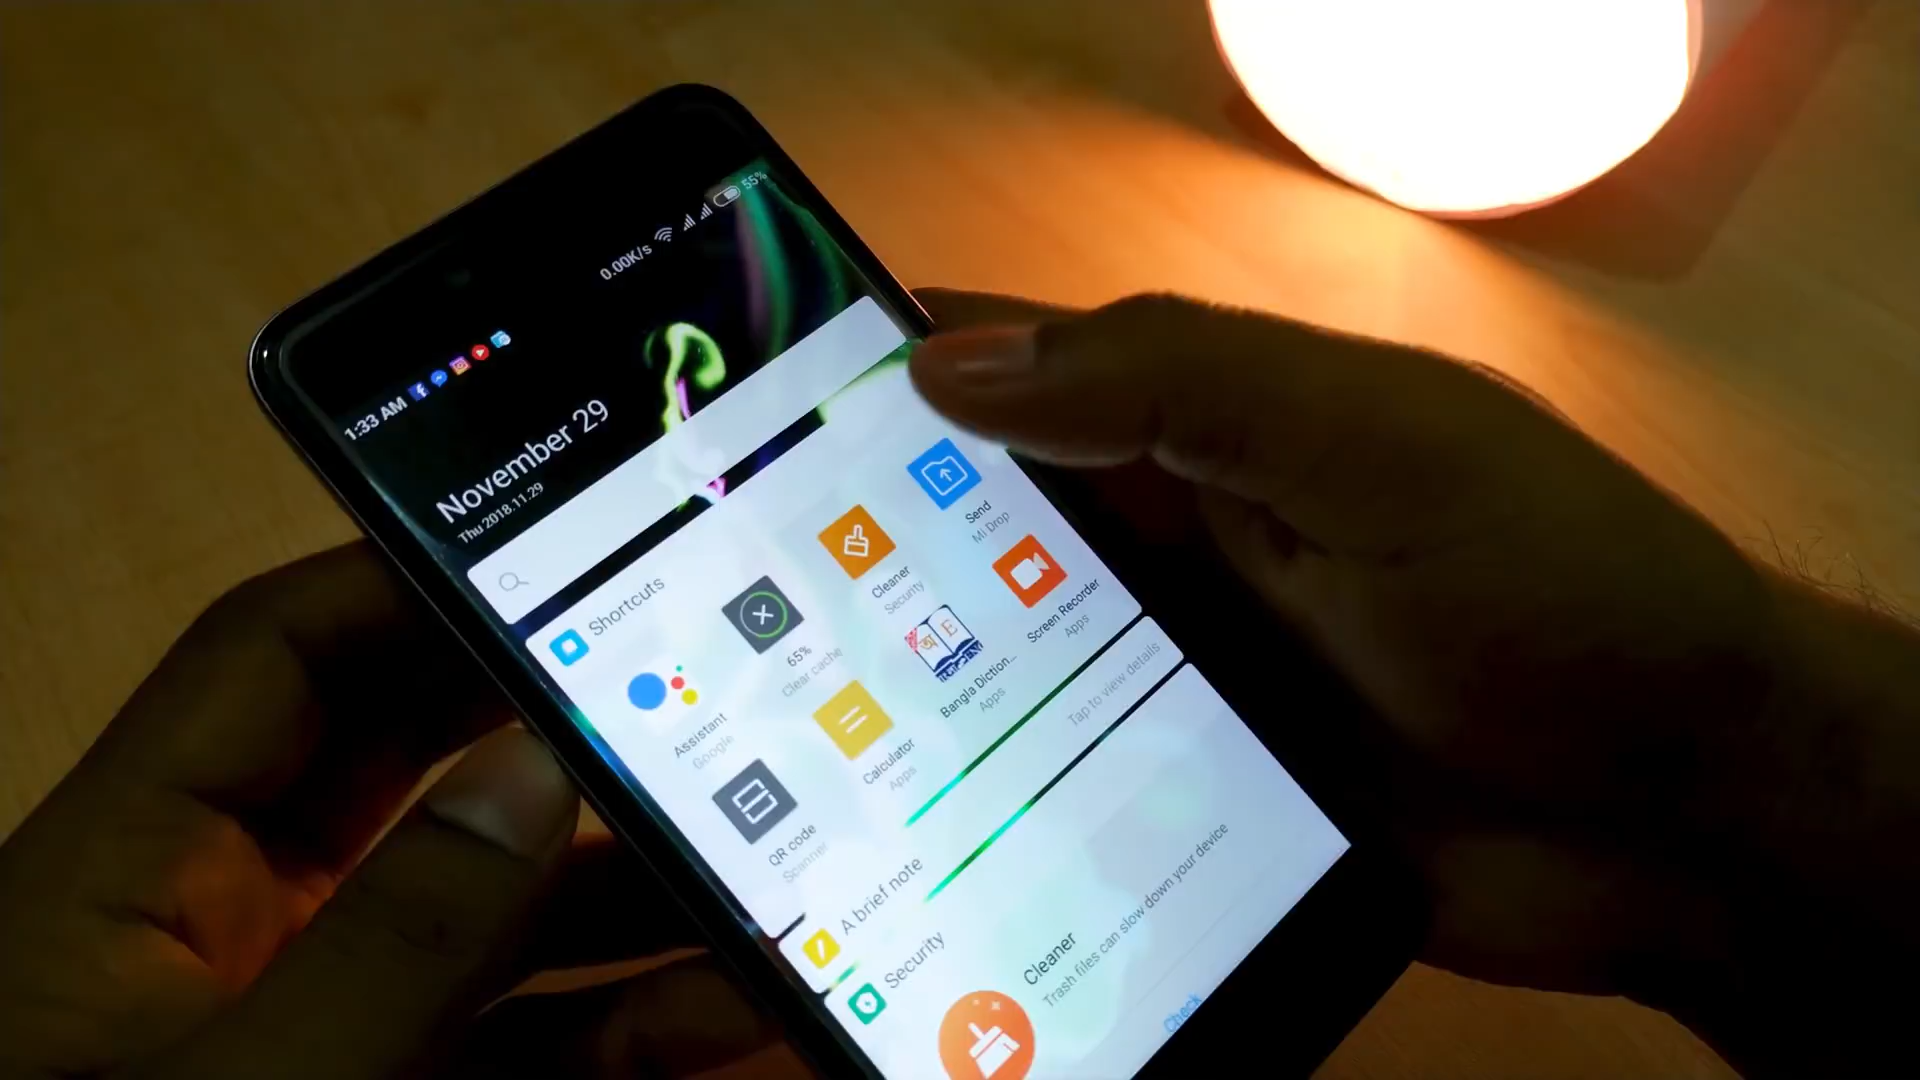 1:33 AM
0.00K/s
55%
November 29
Thu 2018.11.29
Shortcuts
Assistant
Google
65%
Clear cache
Cleaner
Security
Send
Mi Drop
QR code
Scanner
Calculator
Apps
অ E
Bangla Diction...
Apps
Screen Recorder
Apps
A brief note
Tap to view details
Security
Cleaner
Trash files can slow down your device
Check